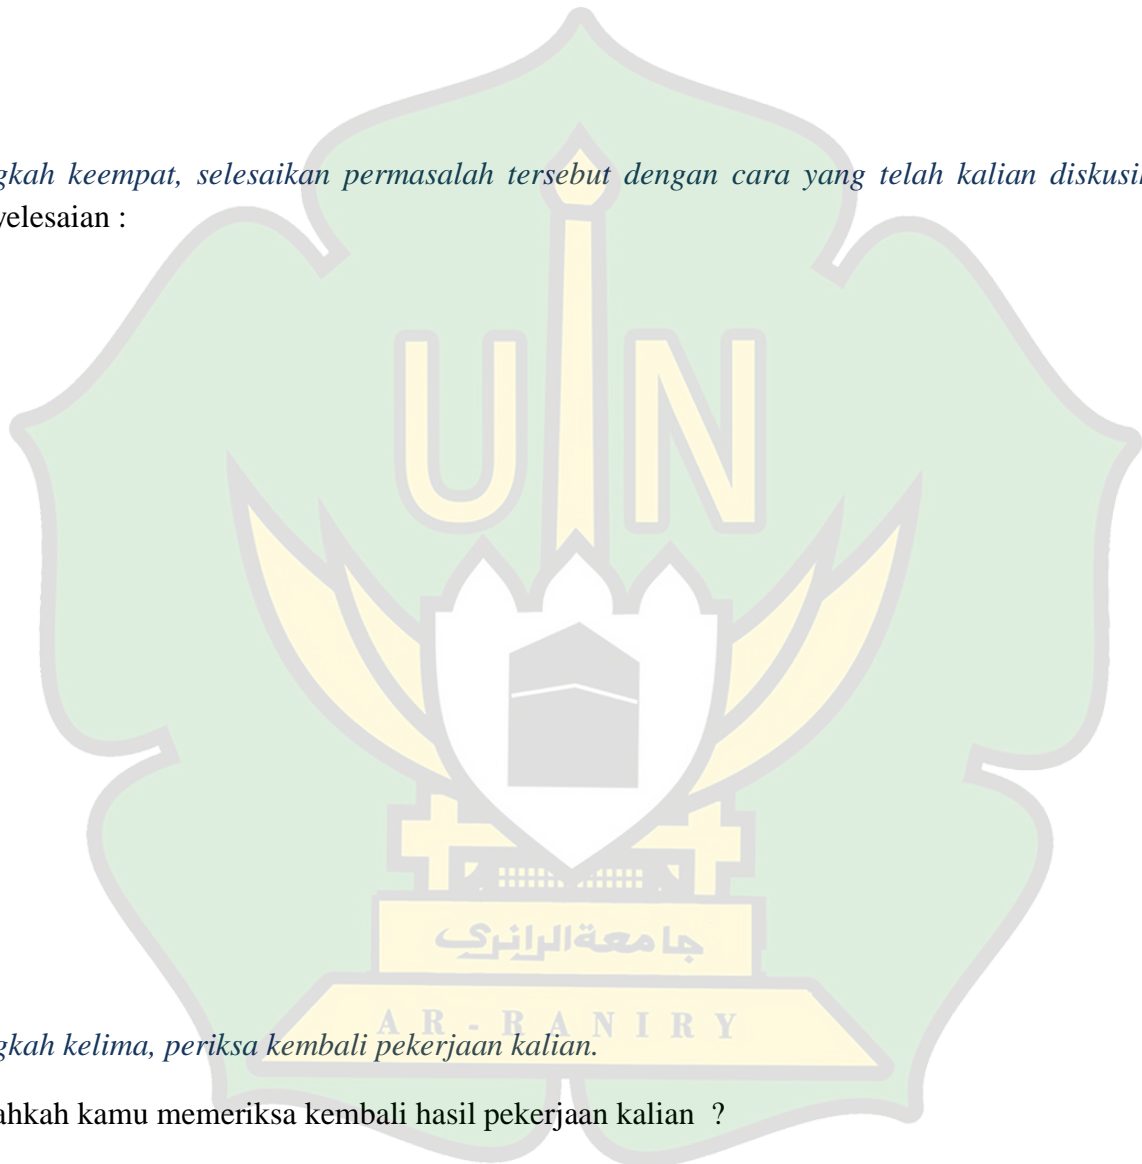 gkah keempat, selesaikan permasalah tersebut dengan cara yang telah kalian diskusik
yelesaian :
UIN
جامعة الرانري
AR-RANIRY
gkah kelima, periksa kembali pekerjaan kalian.
ahkah kamu memeriksa kembali hasil pekerjaan kalian ?